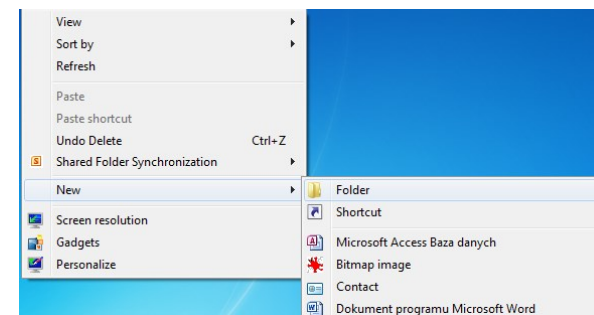 View
Sort by
Refresh
Paste
Paste shortcut
Undo Delete Ctrl+Z
Shared Folder Synchronization
New
Screen resolution
Gadgets
Personalize
Folder
Shortcut
Microsoft Access Baza danych
Bitmap image
Contact
Dokument programu Microsoft Word